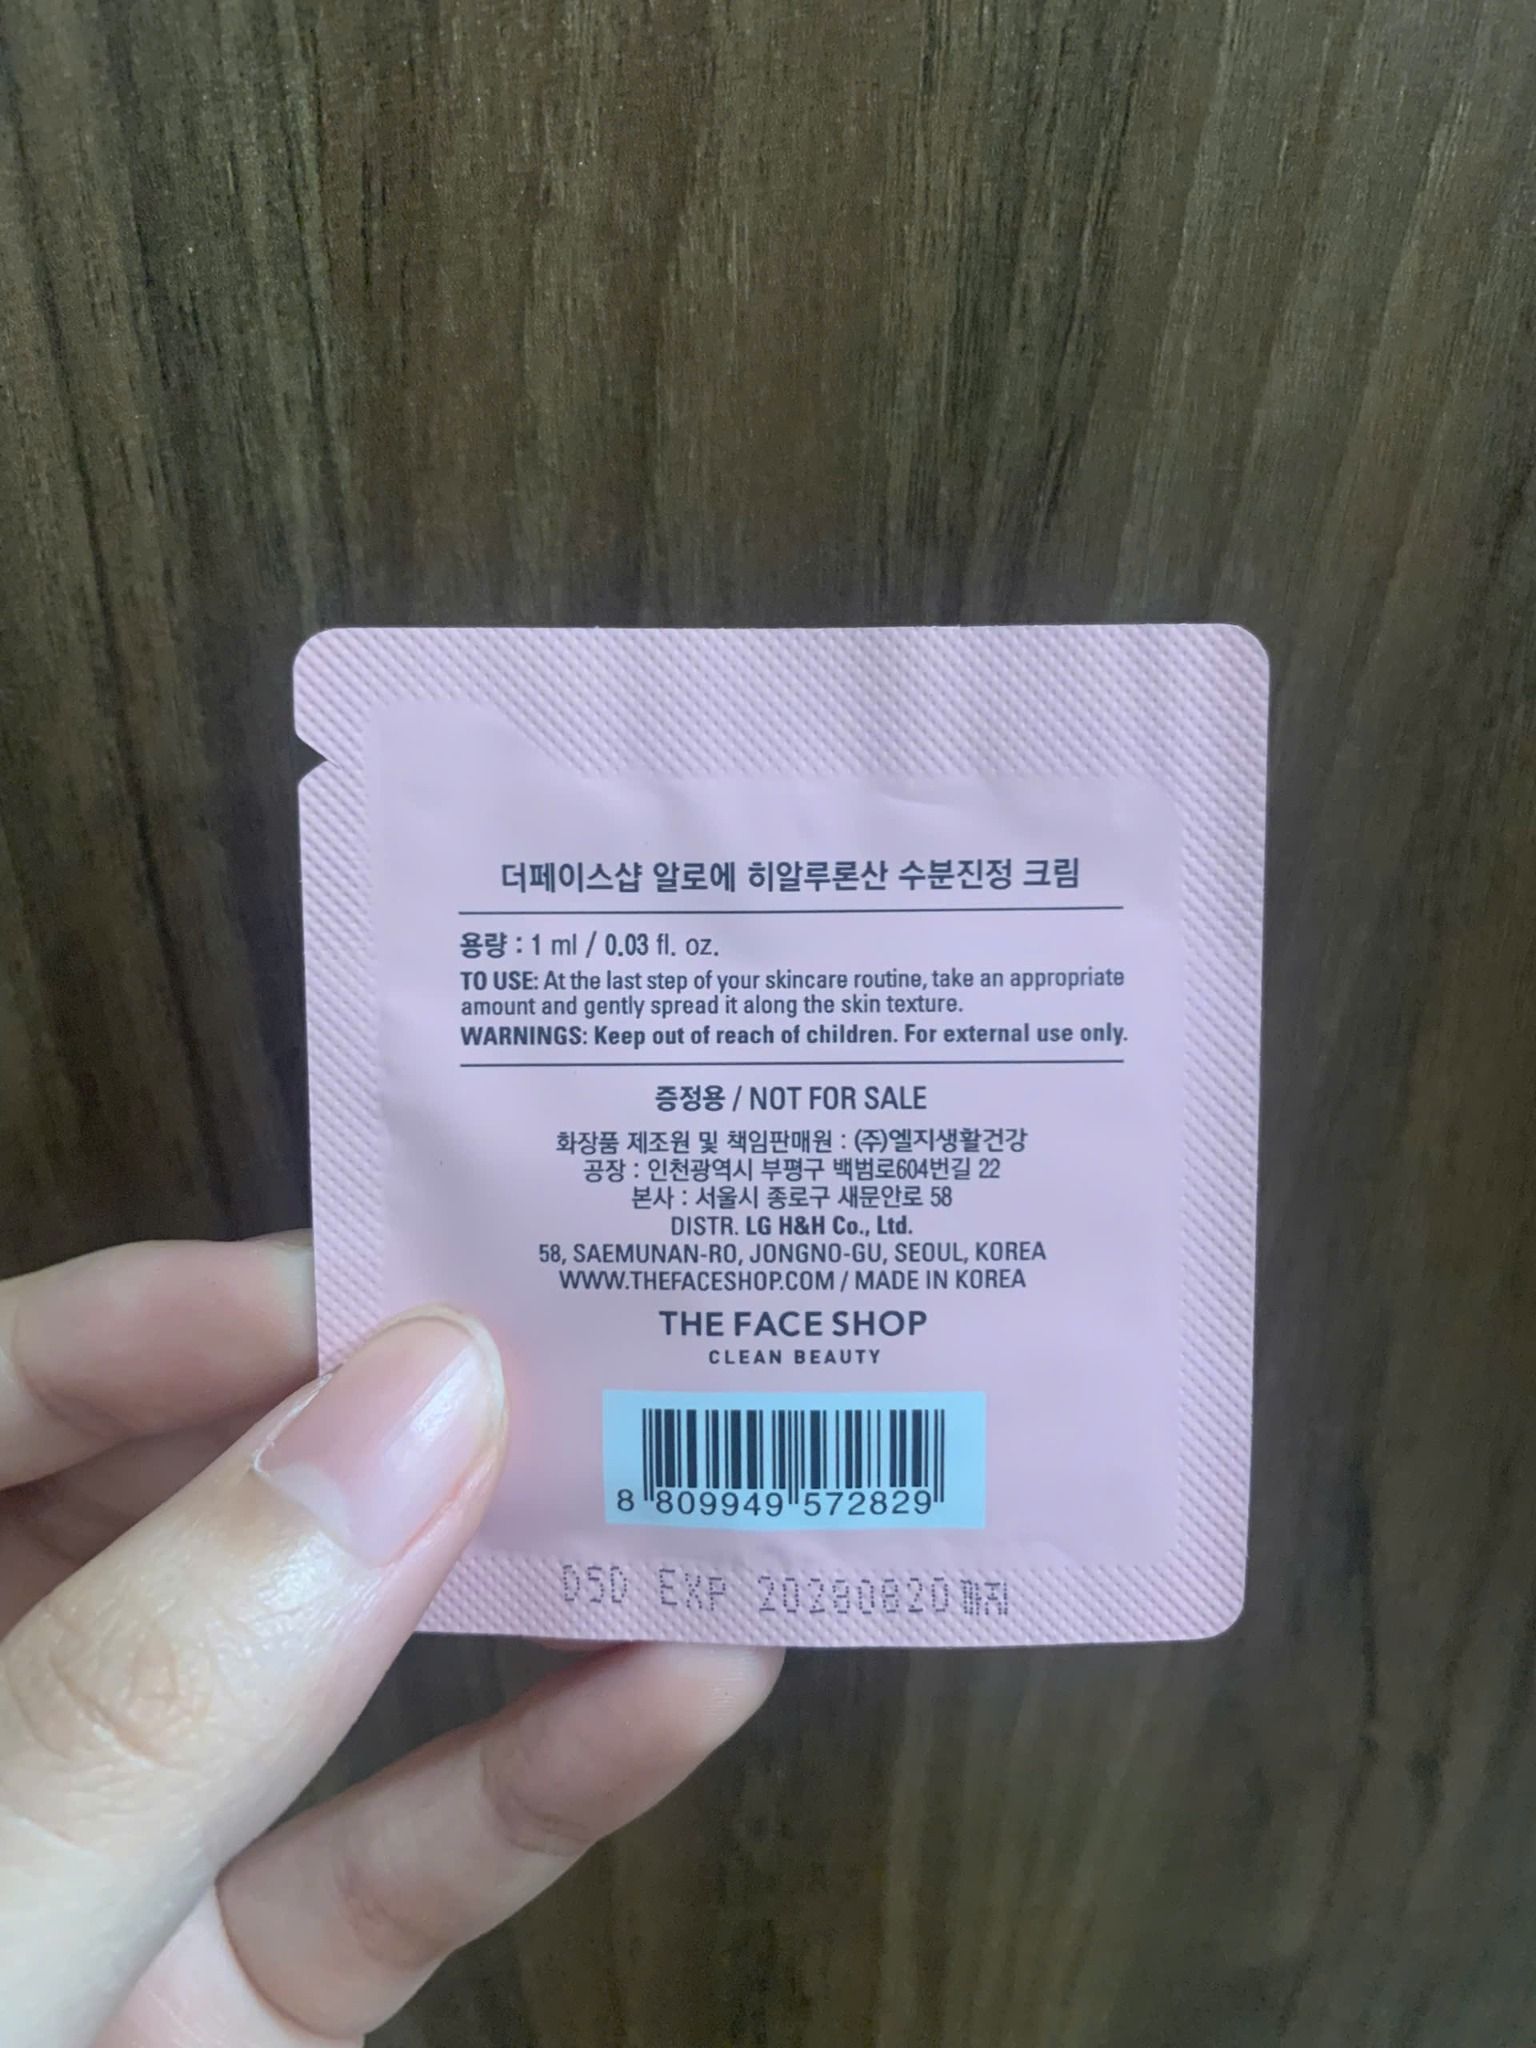 더페이스샵 알로에 히알루론산 수분진정 크림
용량 : 1 ml / 0.03 fl. oz.
TO USE: At the last step of your skincare routine, take an appropriate
amount and gently spread it along the skin texture.
WARNINGS: Keep out of reach of children. For external use only.
증정용 / NOT FOR SALE
화장품 제조원 및 책임판매원 : (주)엘지생활건강
공장 : 인천광역시 부평구 백범로604번길 22
본사 : 서울시 종로구 새문안로 58
DISTR. LG H&H Co., Ltd.
58, SAEMUNAN-RO, JONGNO-GU, SEOUL, KOREA
WWW.THEFACESHOP.COM / MADE IN KOREA
THE FACE SHOP
CLEAN BEAUTY
8 809949 572829
D5D EXP 20280820까지